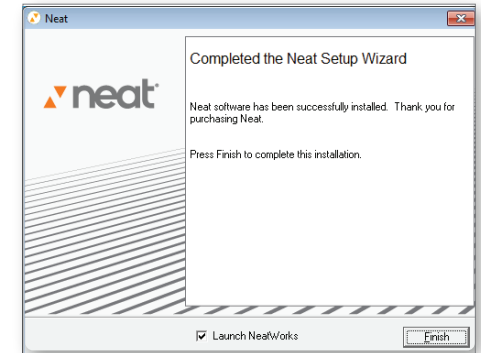 Neat
Completed the Neat Setup Wizard
neat
Neat software has been successfully installed. Thank you for
purchasing Neat.
Press Finish to complete this installation.
Launch NeatWorks
Finish